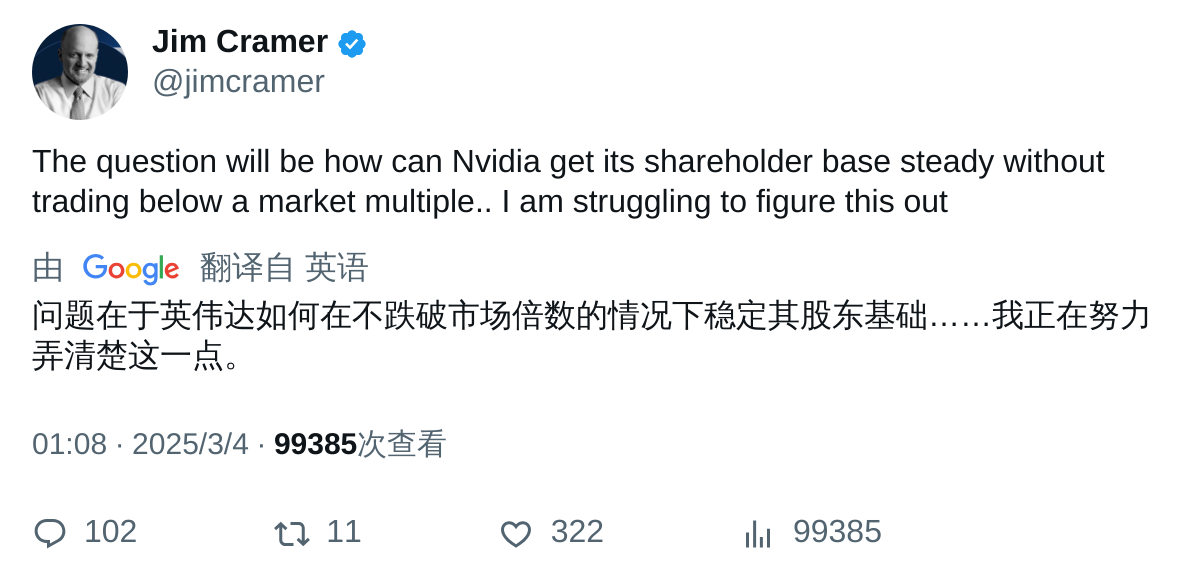 Jim Cramer
@jimcramer
The question will be how can Nvidia get its shareholder base steady without
trading below a market multiple.. I am struggling to figure this out
由 Google 翻译自 英语
问题在于英伟达如何在不跌破市场倍数的情况下稳定其股东基础……我正在努力
弄清楚这一点。
01:08 · 2025/3/4 · 99385次查看
102 11 322 99385